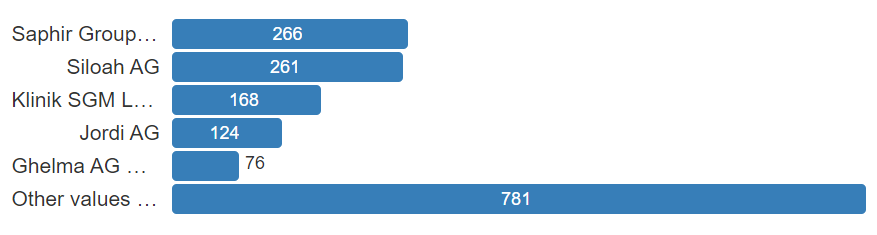 Saphir Group… 266
Siloah AG 261
Klinik SGM L… 168
Jordi AG 124
Ghelma AG … 76
Other values … 781